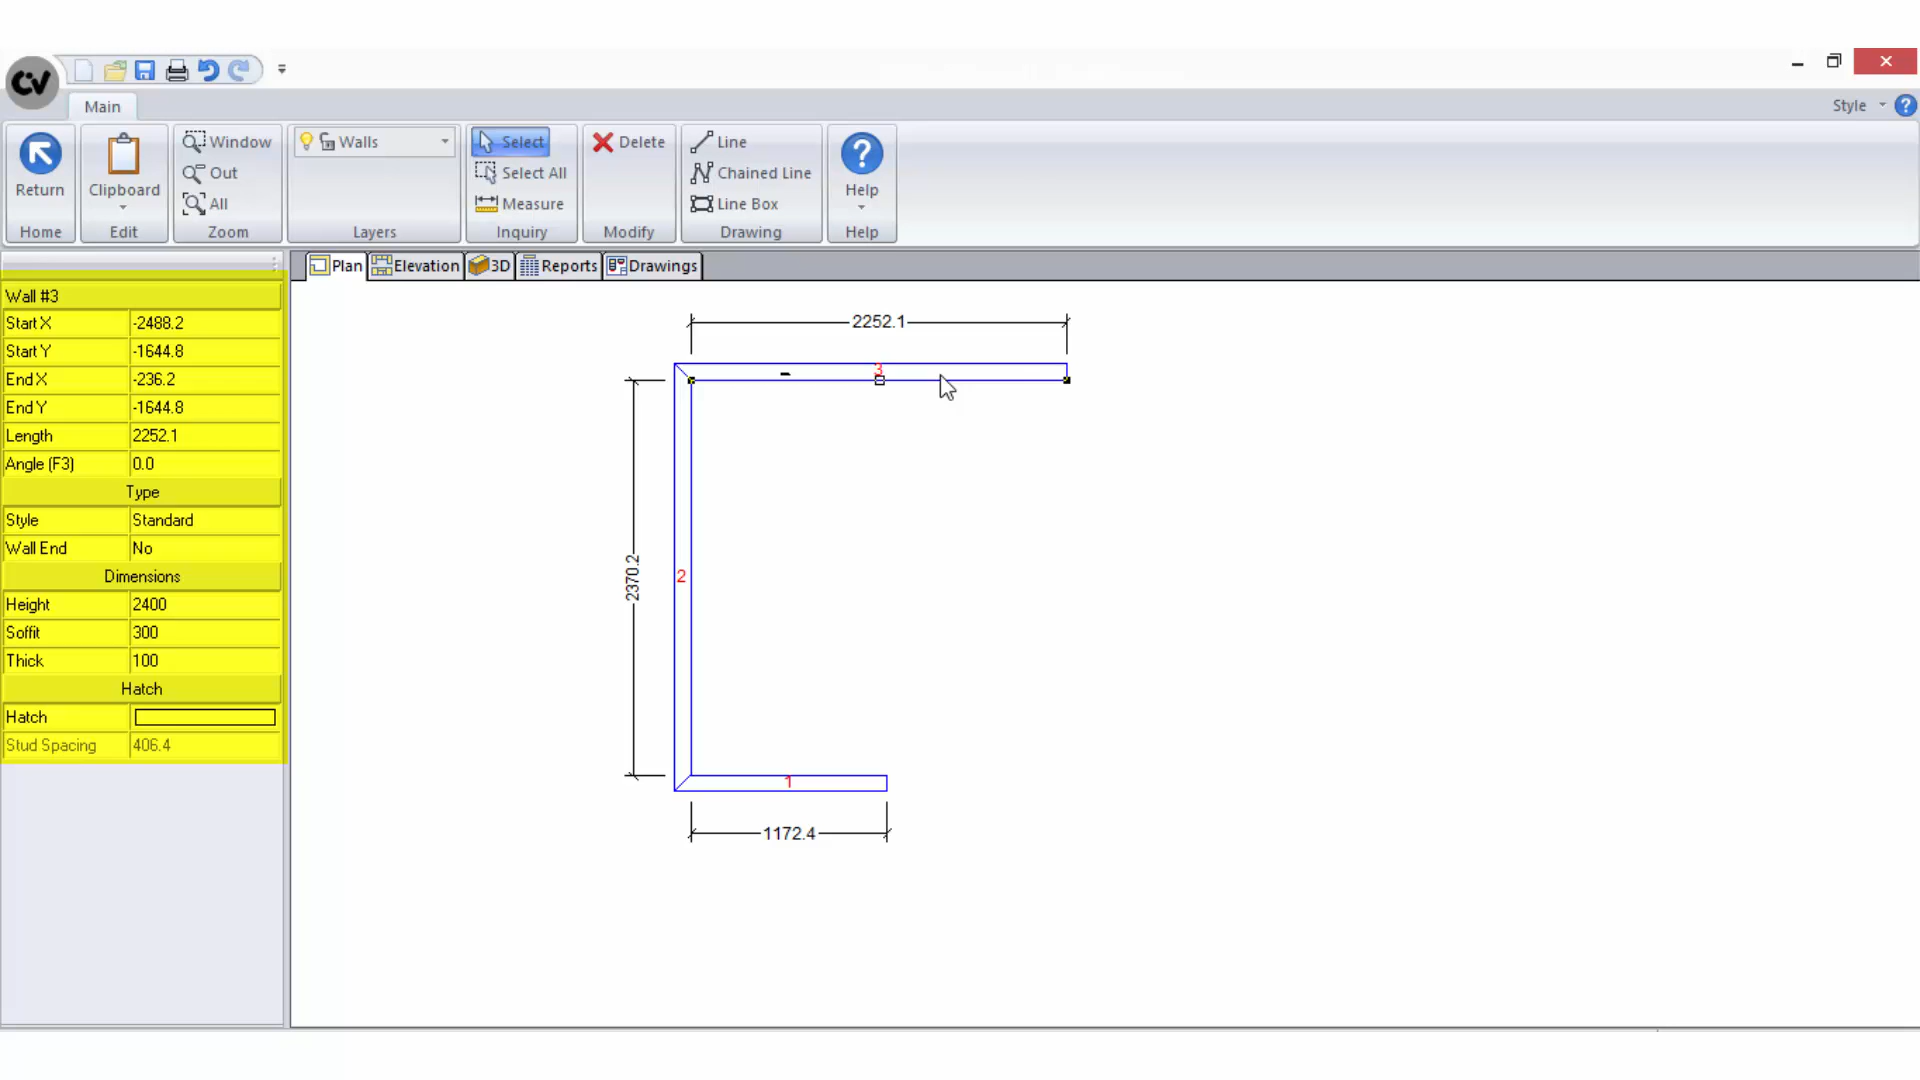 CV
Main
Style
Window
Walls
Select
Delete
Line
Return
Clipboard
Out
Select All
Chained Line
Help
All
Measure
Line Box
Home
Edit
Zoom
Layers
Inquiry
Modify
Drawing
Help
Plan
Elevation
3D
Reports
Drawings
Wall #3
Start X -2488.2
Start Y -1644.8
End X -236.2
End Y -1644.8
Length 2252.1
Angle (F3) 0.0
Type
Style Standard
Wall End No
Dimensions
Height 2400
Soffit 300
Thick 100
Hatch
Hatch
Stud Spacing 406.4
2252.1
3
2370.2
2
1
1172.4